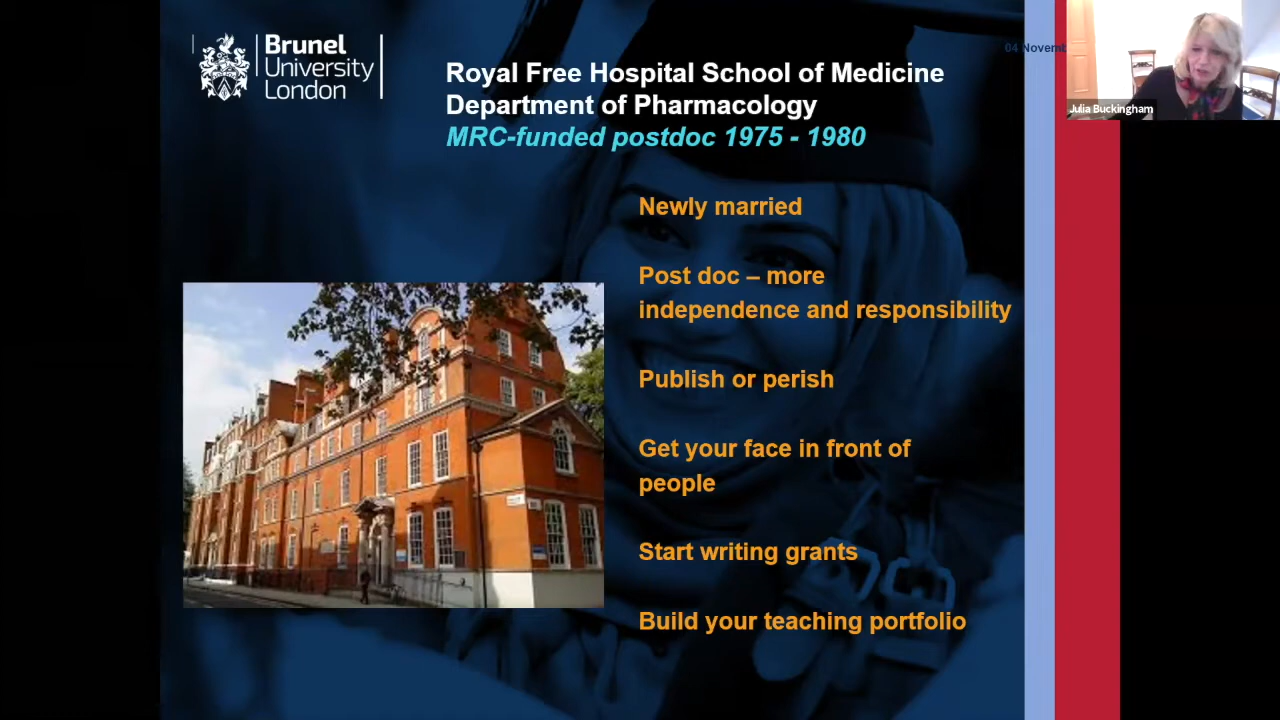 Brunel
University
London
Royal Free Hospital School of Medicine
Department of Pharmacology
MRC-funded postdoc 1975 - 1980
04 Novemb
Julia Buckingham
Newly married
Post doc – more
independence and responsibility
Publish or perish
Get your face in front of
people
Start writing grants
Build your teaching portfolio